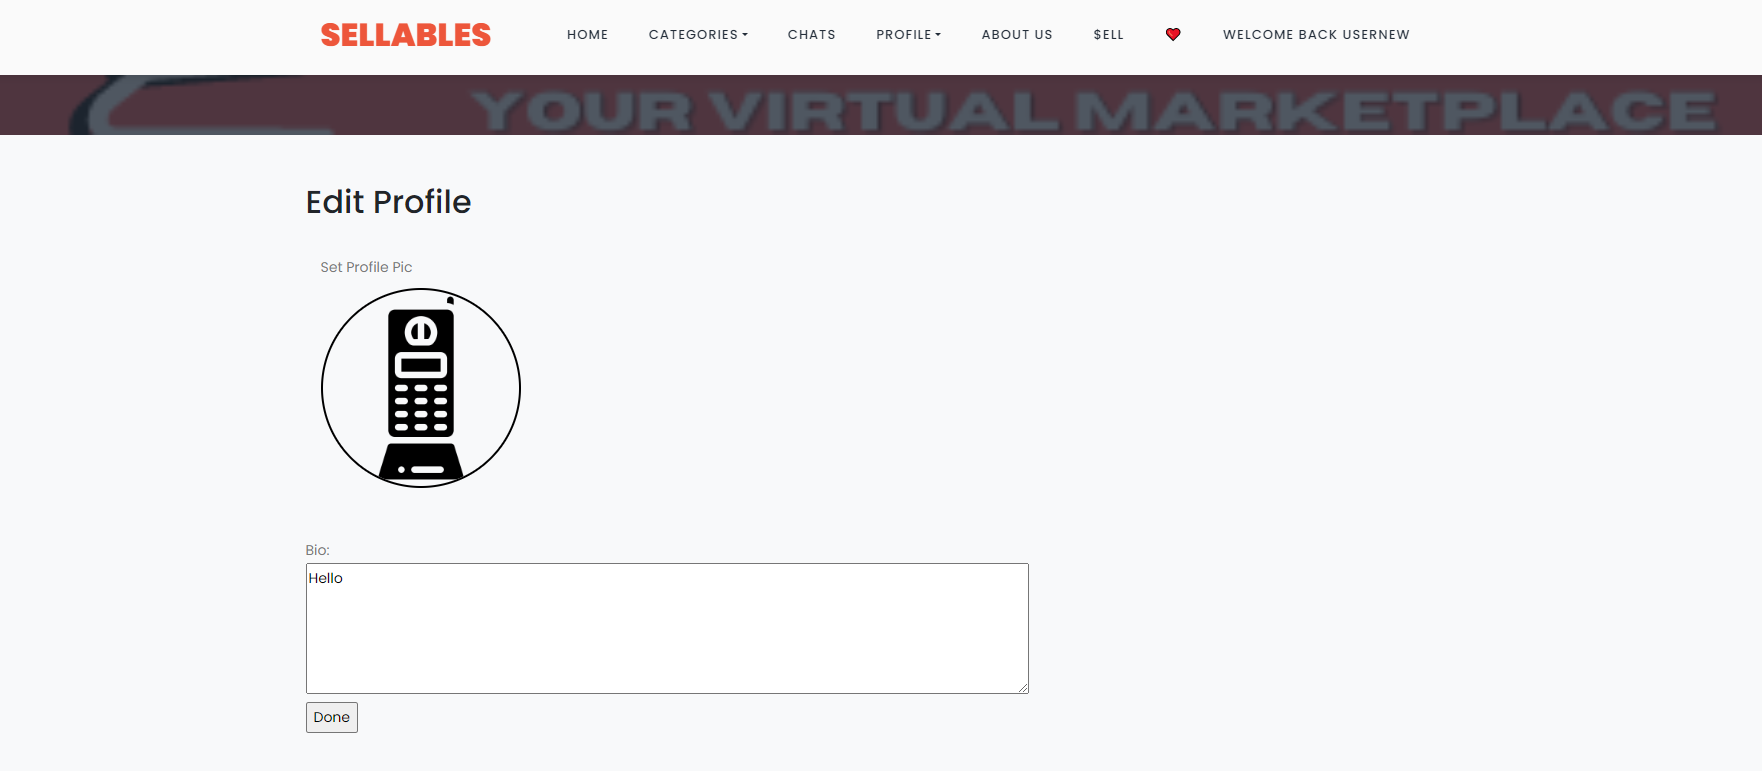 SELLABLES HOME CATEGORIES CHATS PROFILE ABOUT US $ELL WELCOME BACK USERNEW
YOUR VIRTUAL MARKETPLACE
Edit Profile
Set Profile Pic
Bio:
Hello
Done